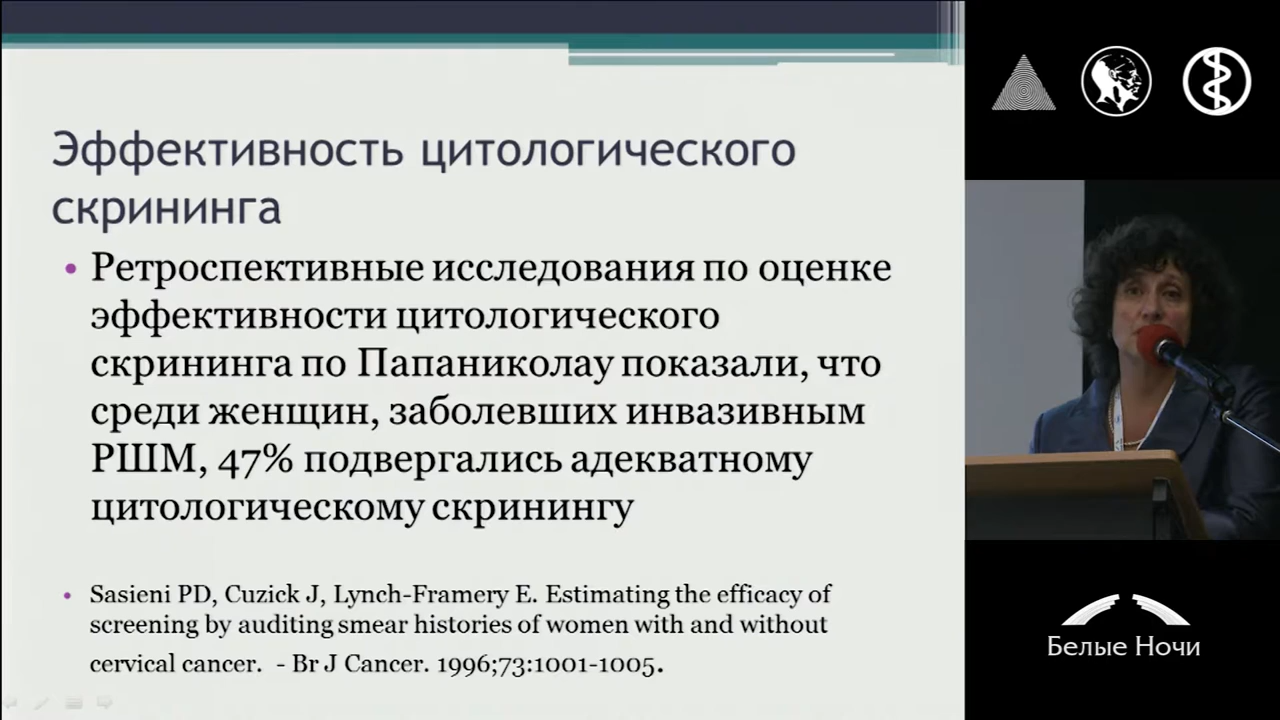 Эффективность цитологического
скрининга
• Ретроспективные исследования по оценке
эффективности цитологического
скрининга по Папаниколау показали, что
среди женщин, заболевших инвазивным
РШМ, 47% подвергались адекватному
цитологическому скринингу
• Sasieni PD, Cuzick J, Lynch-Framery E. Estimating the efficacy of
screening by auditing smear histories of women with and without
cervical cancer. - Br J Cancer. 1996;73:1001-1005.
Белые Ночи